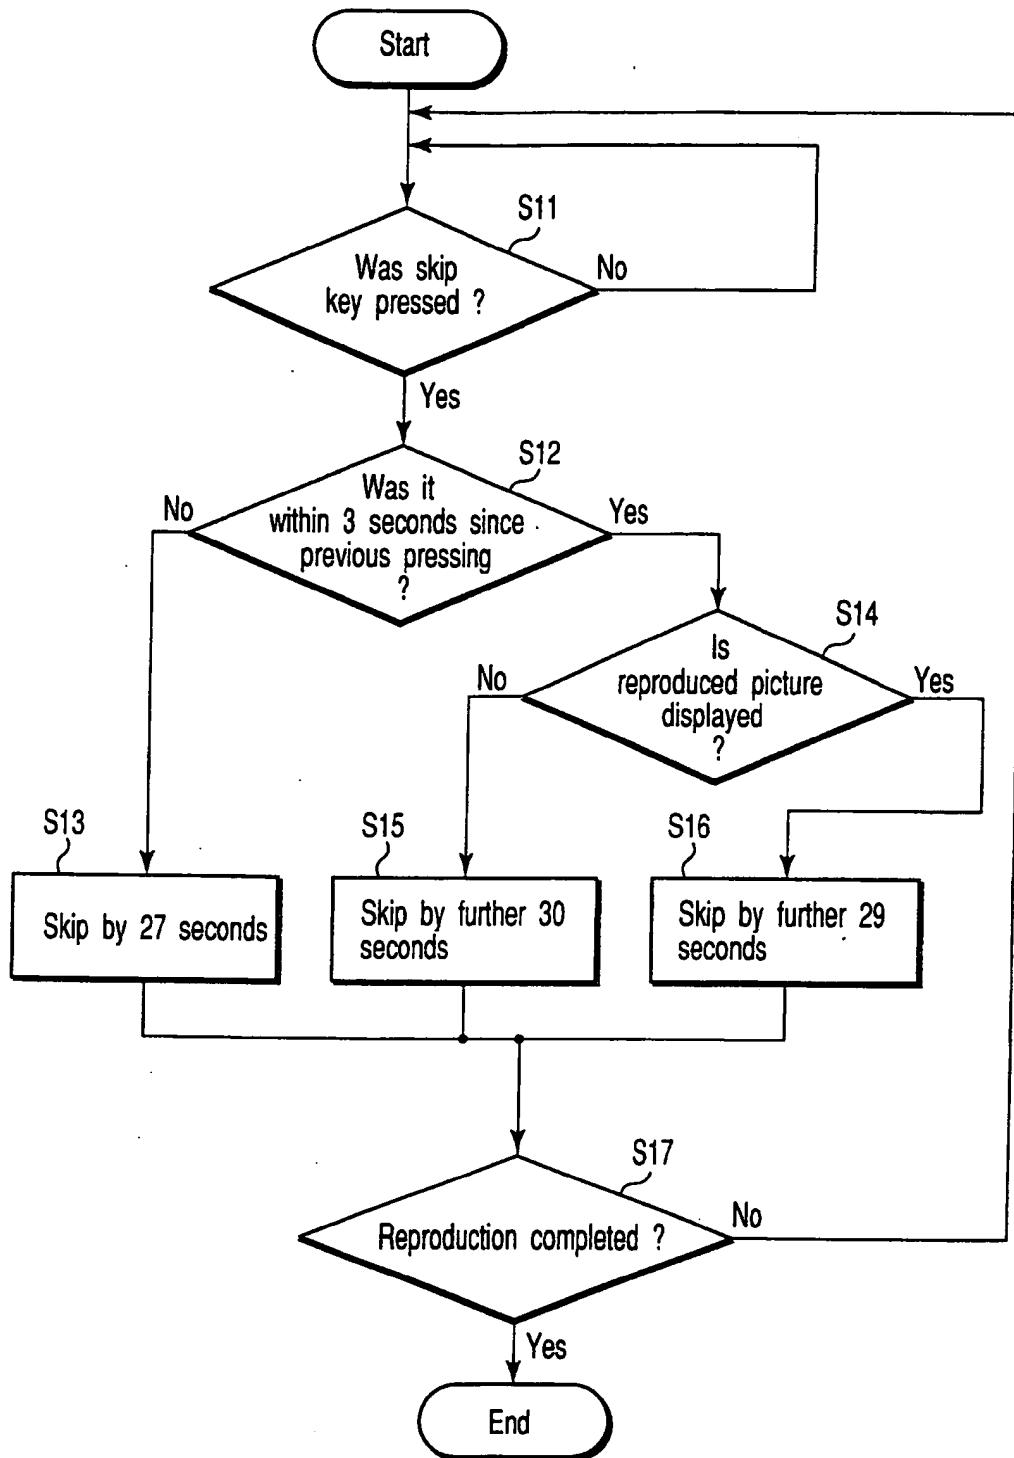 Start
S11
Was skip
key pressed ?
No
Yes
S12
Was it
within 3 seconds since
previous pressing
?
No
Yes
S14
Is
reproduced picture
displayed
?
No
Yes
S13
Skip by 27 seconds
S15
Skip by further 30
seconds
S16
Skip by further 29
seconds
S17
Reproduction completed ?
No
Yes
End